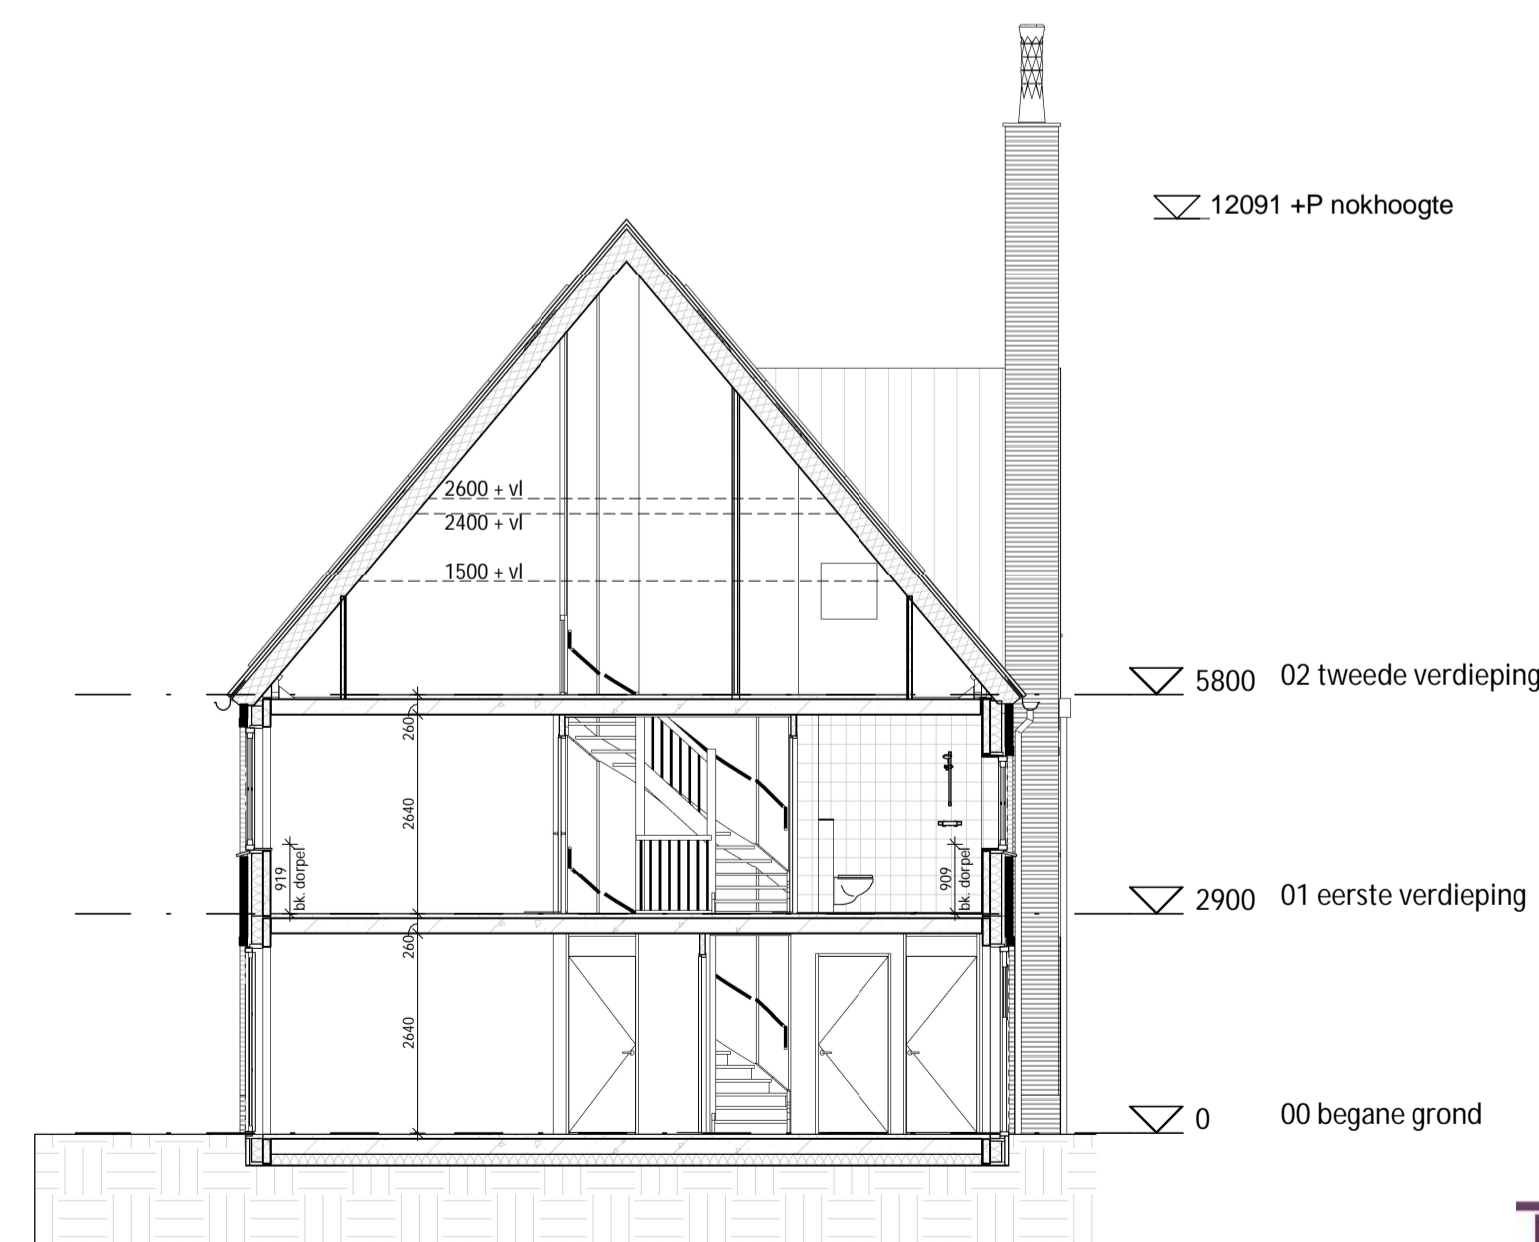 12091 +P nokhoogte
2600 + vl
2400 + vl
1500 + vl
5800 02 tweede verdieping
260
2640
919
bk. dorpel
909
bk. dorpel
2900 01 eerste verdieping
260
2640
0 00 begane grond